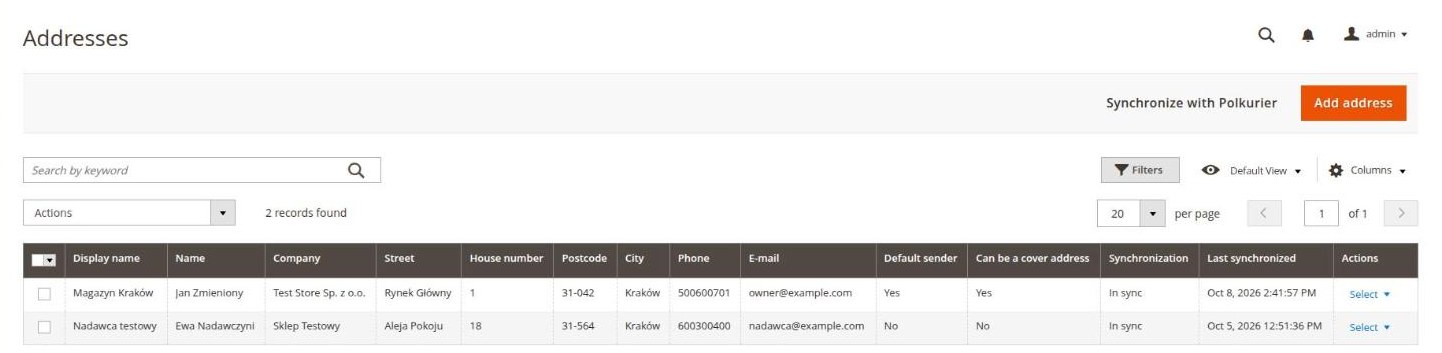 Addresses
admin
Synchronize with Polkurier
Add address
Search by keyword
Filters
Default View
Columns
Actions
2 records found
20
per page
1
of 1
Display name Name Company Street House number Postcode City Phone E-mail Default sender Can be a cover address Synchronization Last synchronized Actions
Magazyn Kraków Jan Zmieniony Test Store Sp. z o.o. Rynek Główny 1 31-042 Kraków 500600701 owner@example.com Yes Yes In sync Oct 8, 2026 2:41:57 PM Select
Nadawca testowy Ewa Nadawczyni Sklep Testowy Aleja Pokoju 18 31-564 Kraków 600300400 nadawca@example.com No No In sync Oct 5, 2026 12:51:36 PM Select